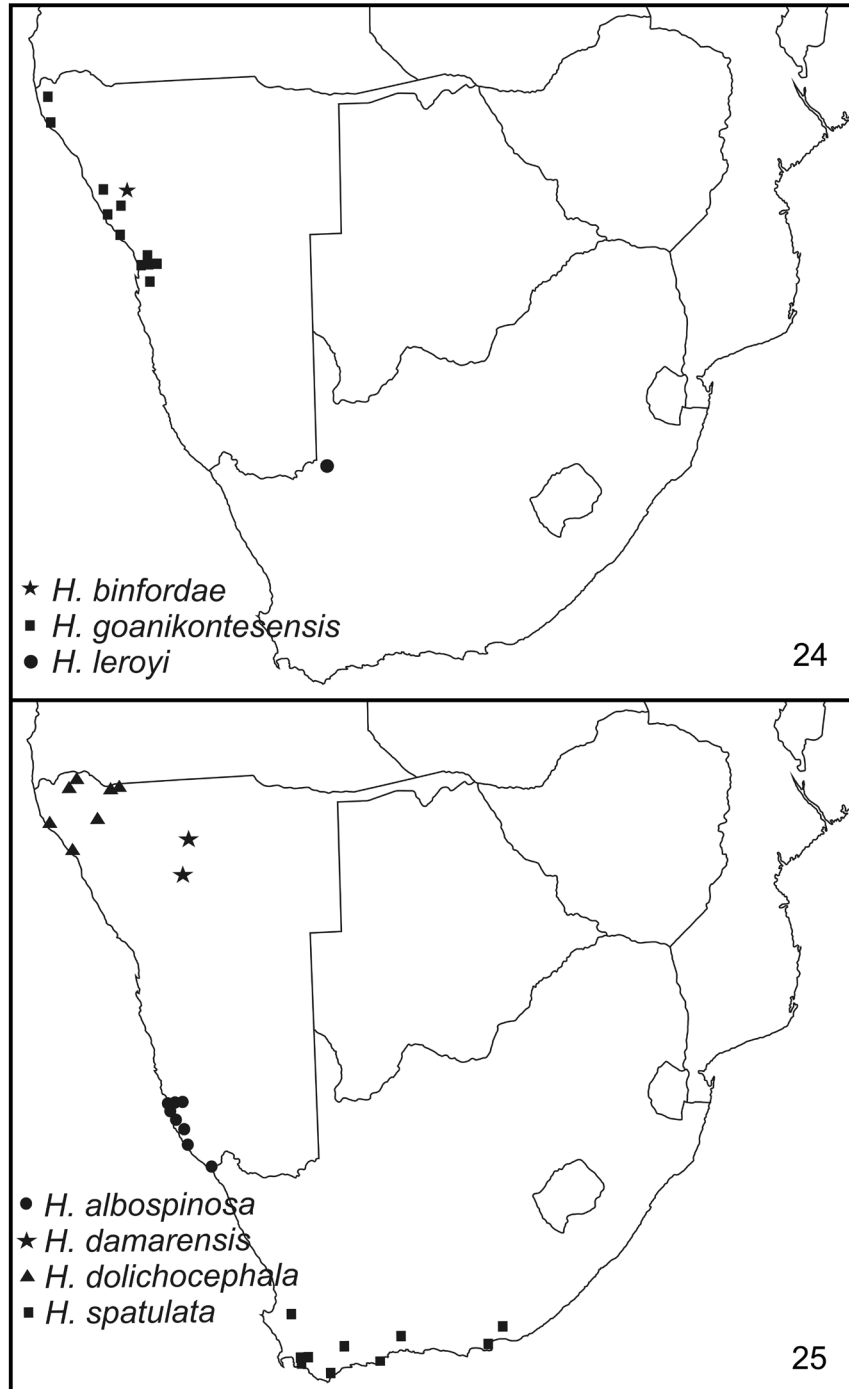 H. binfordae
H. goanikontesensis
H. leroyi
24
H. albospinosa
H. damarensis
H. dolichocephala
H. spatulata
25